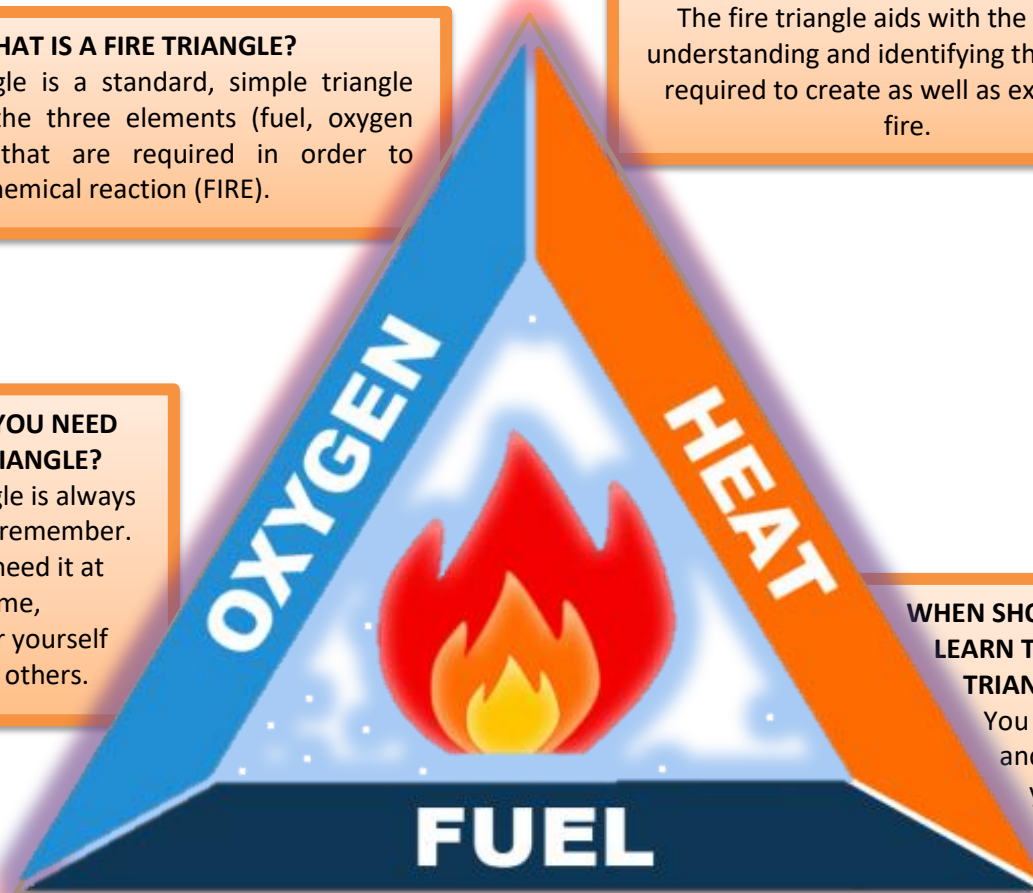 HAT IS A FIRE TRIANGLE?
gle is a standard, simple triangle
the three elements (fuel, oxygen
that are required in order to
emical reaction (FIRE).
The fire triangle aids with the
understanding and identifying th
required to create as well as ex
fire.
OXYGEN
HEAT
YOU NEED
IANGLE?
gle is always
remember.
need it at
me,
r yourself
others.
WHEN SHO
LEARN T
TRIAN
You
and
FUEL